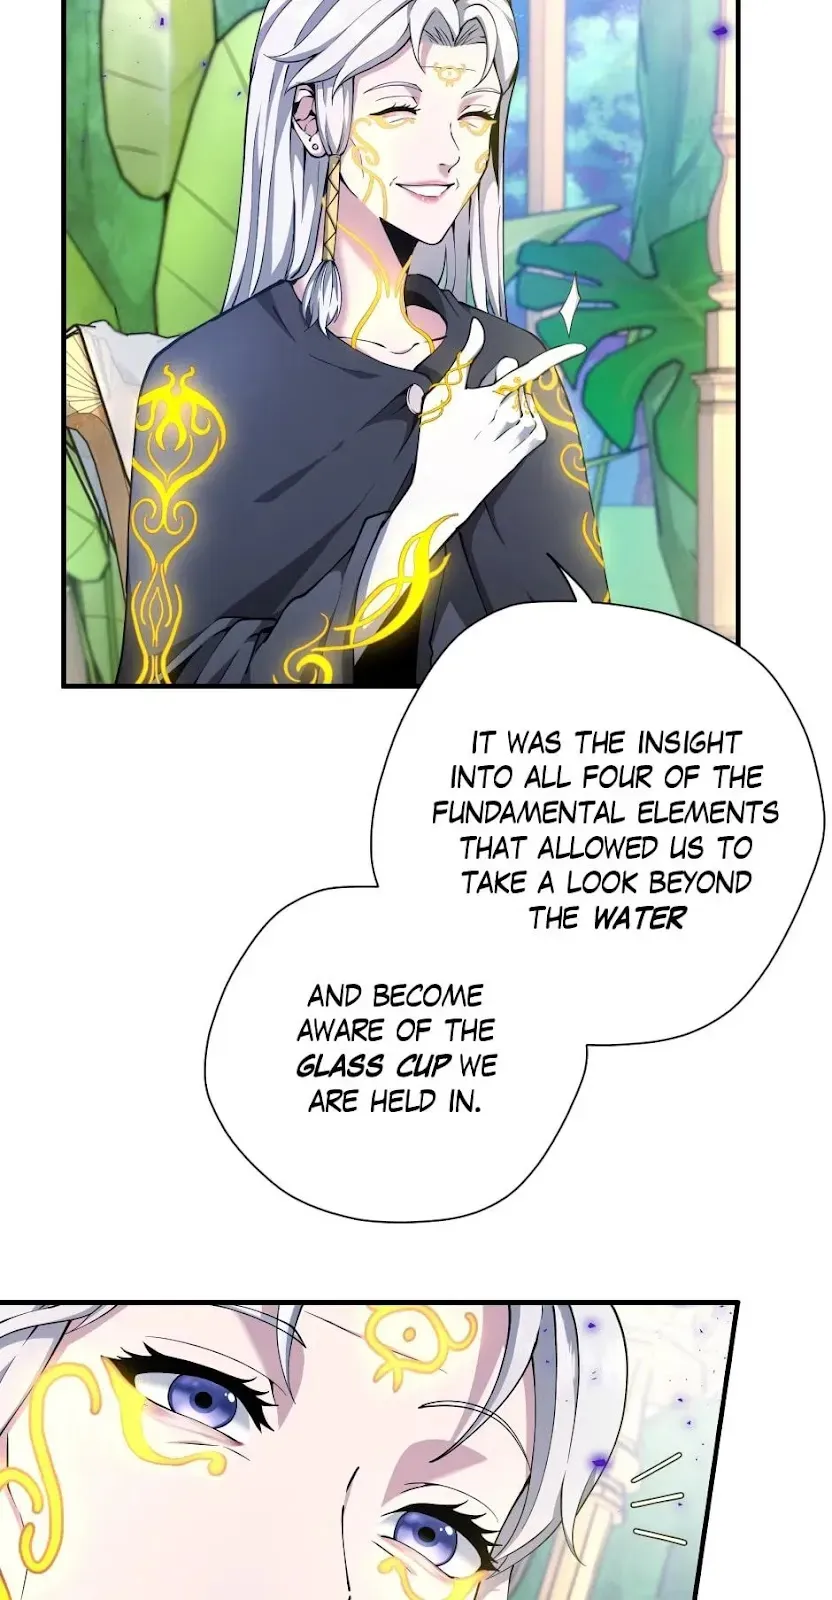 IT WAS THE INSIGHT
INTO ALL FOUR OF THE
FUNDAMENTAL ELEMENTS
THAT ALLOWED US TO
TAKE A LOOK BEYOND
THE WATER
AND BECOME
AWARE OF THE
GLASS CUP WE
ARE HELD IN.